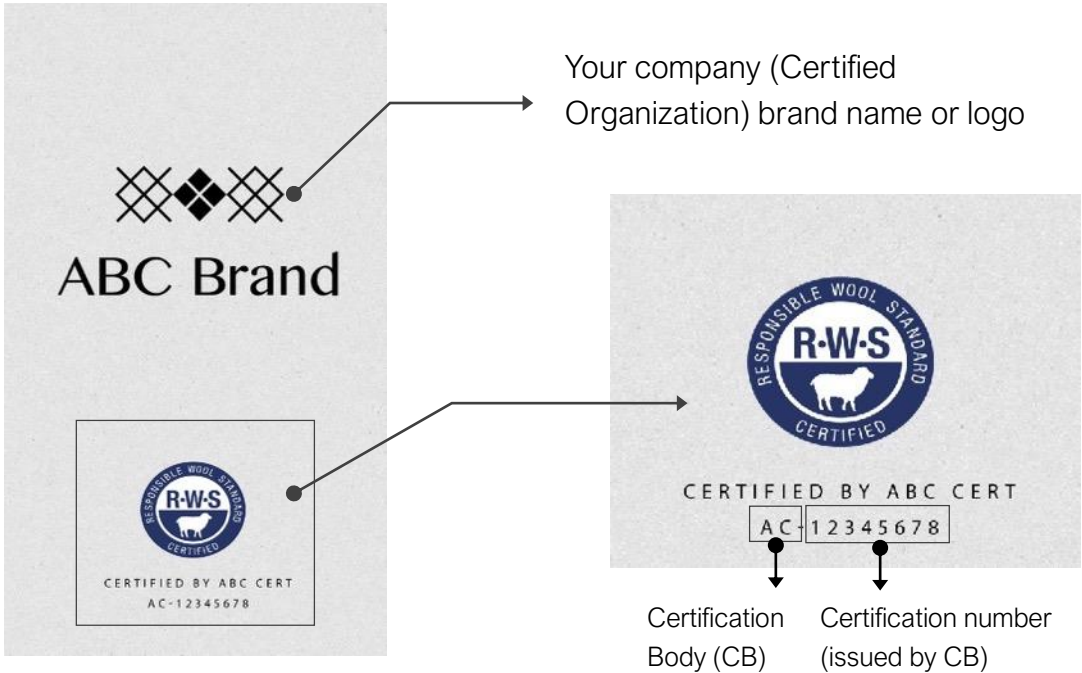 Your company (Certified
Organization) brand name or logo
ABC Brand
RESPONSIBLE WOOL STANDARD
R·W·S
CERTIFIED
CERTIFIED BY ABC CERT
AC-12345678
RESPONSIBLE WOOL STANDARD
R·W·S
CERTIFIED
CERTIFIED BY ABC CERT
AC-12345678
Certification
Body (CB)
Certification number
(issued by CB)